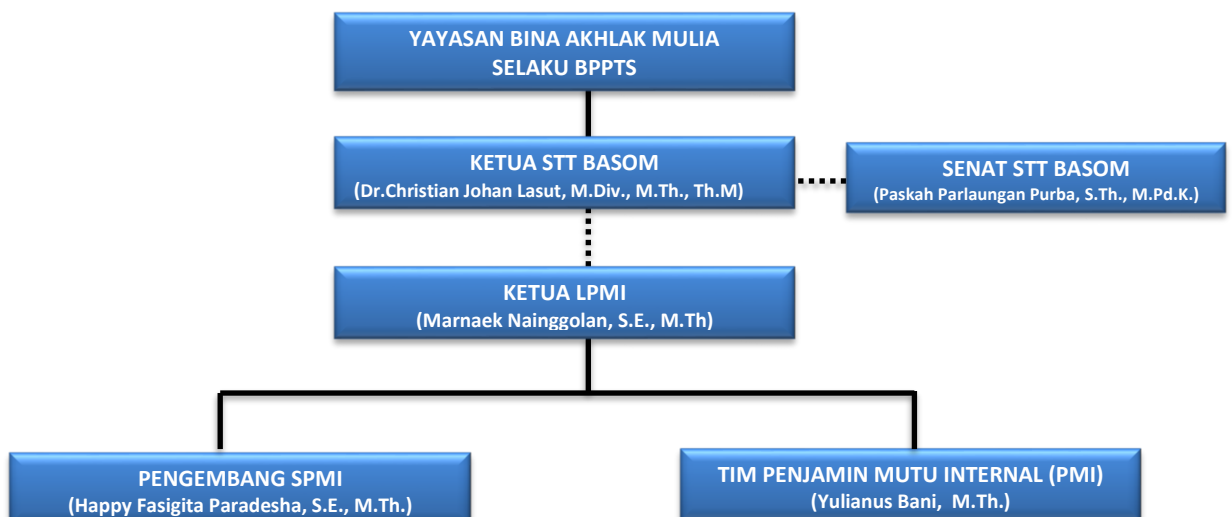 YAYASAN BINA AKHLAK MULIA
SELAKU BPPTS
KETUA STT BASOM
(Dr.Christian Johan Lasut, M.Div., M.Th., Th.M)
SENAT STT BASOM
(Paskah Parlaungan Purba, S.Th., M.Pd.K.)
KETUA LPMI
(Marnaek Nainggolan, S.E., M.Th)
PENGEMBANG SPMI
(Happy Fasigita Paradesha, S.E., M.Th.)
TIM PENJAMIN MUTU INTERNAL (PMI)
(Yulianus Bani, M.Th.)